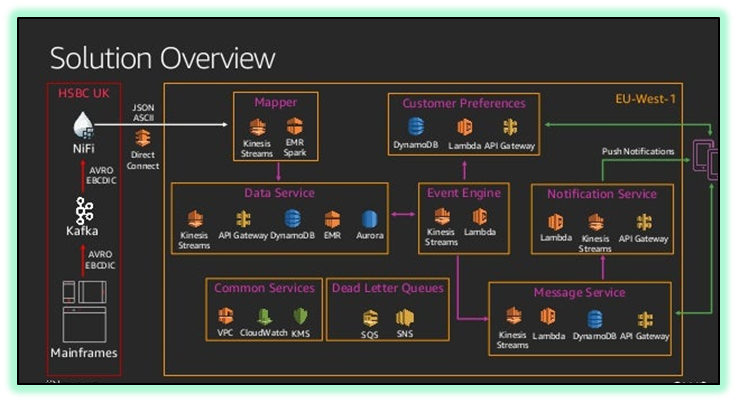 Solution Overview
HSBC UK
NiFi
AVRO
EBCDIC
Kafka
AVRO
EBCDIC
Mainframes
JSON
ASCII
Direct
Connect
EU-West-1
Mapper
Kinesis
Streams
EMR
Spark
Customer Preferences
DynamoDB
Lambda
API Gateway
Push Notifications
Data Service
Kinesis
Streams
API Gateway
DynamoDB
EMR
Aurora
Event Engine
Kinesis
Streams
Lambda
Notification Service
Lambda
Kinesis
Streams
API Gateway
Common Services
VPC
CloudWatch
KMS
Dead Letter Queues
SQS
SNS
Message Service
Kinesis
Streams
Lambda
DynamoDB
API Gateway